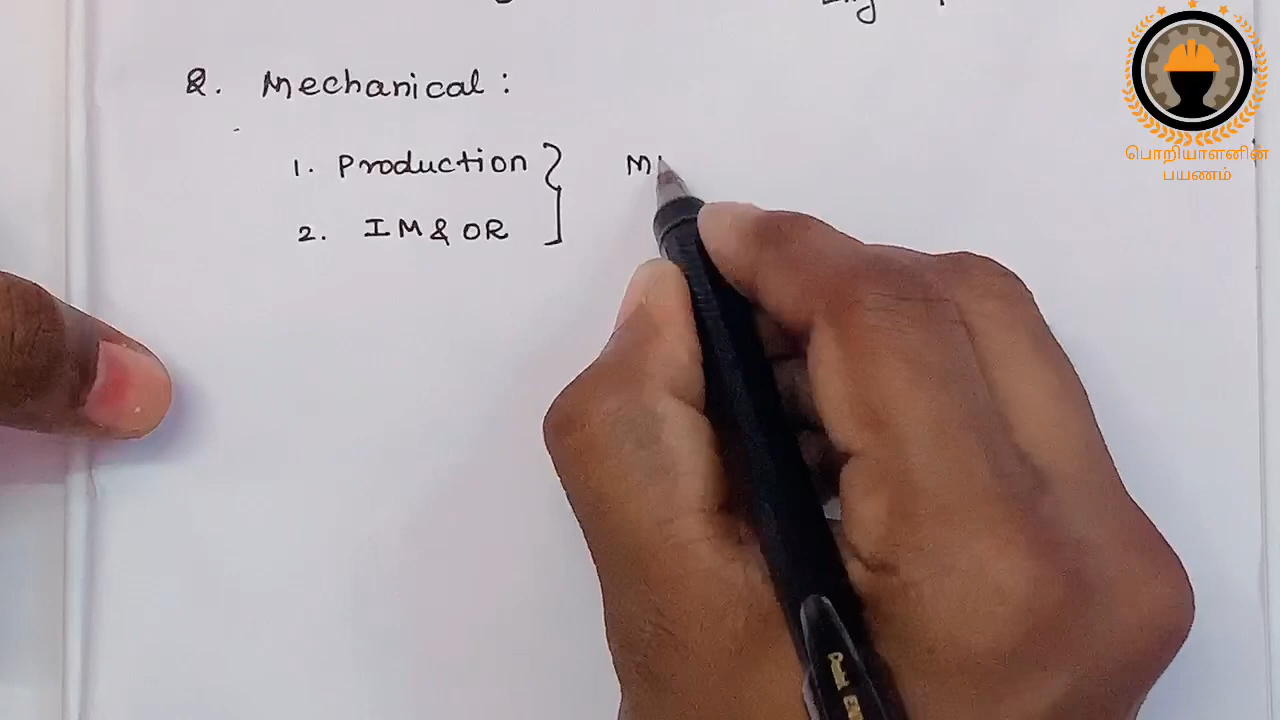 2. Mechanical :
1. Production
2. IM & OR
M
பொறியாளனின்
பயணம்